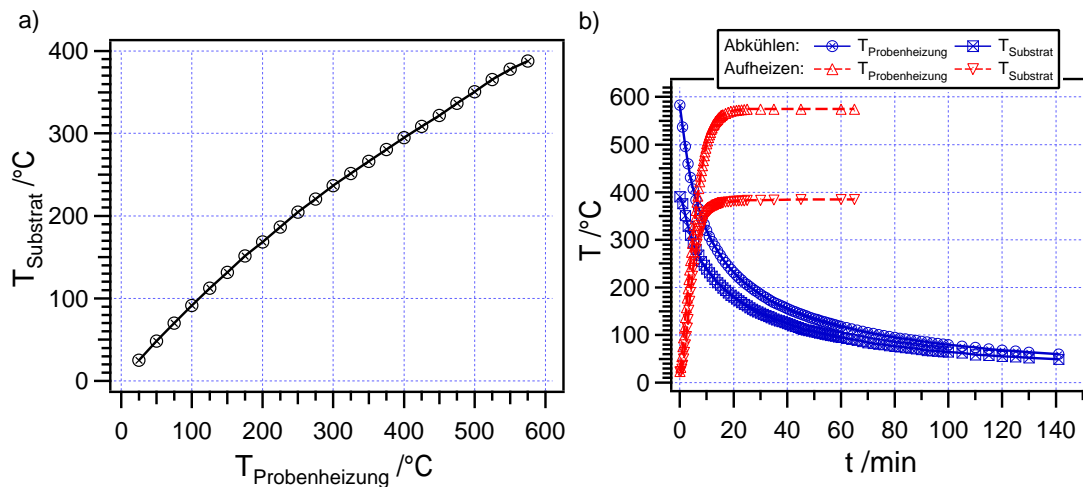 a)
T_Substrat /°C
400
300
200
100
0
0 100 200 300 400 500 600
T_Probenheizung /°C
b)
Abkühlen: T_Probenheizung T_Substrat
Aufheizen: T_Probenheizung T_Substrat
T /°C
600
500
400
300
200
100
0
0 20 40 60 80 100 120 140
t /min